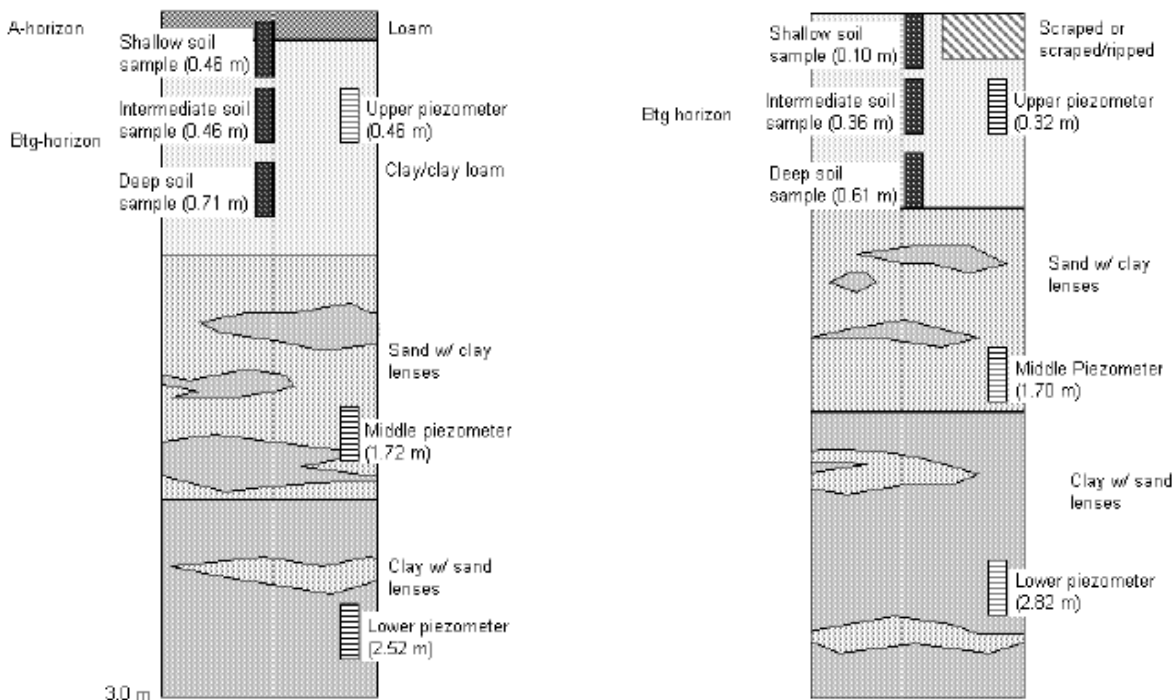 A-horizon
Loam
Shallow soil
sample (0.46 m)
Intermediate soil
sample (0.46 m)
Upper piezometer
(0.46 m)
Btg-horizon
Clay/clay loam
Deep soil
sample (0.71 m)
Sand w/ clay
lenses
Middle piezometer
(1.72 m)
Clay w/ sand
lenses
Lower piezometer
(2.52 m)
3.0 m
Shallow soil
sample (0.10 m)
Scraped or
scraped/ripped
Intermediate soil
sample (0.36 m)
Upper piezometer
(0.32 m)
Btg horizon
Deep soil
sample (0.61 m)
Sand w/ clay
lenses
Middle Piezometer
(1.70 m)
Clay w/ sand
lenses
Lower piezometer
(2.82 m)